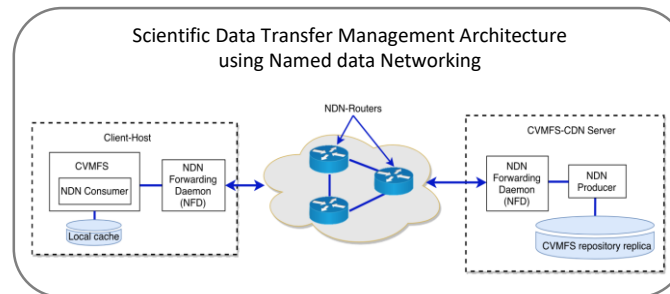 Scientific Data Transfer Management Architecture
using Named data Networking
NDN-Routers
Client-Host
CVMFS
NDN Consumer
Local cache
NDN
Forwarding
Daemon
(NFD)
CVMFS-CDN Server
NDN
Forwarding
Daemon
(NFD)
NDN
Producer
CVMFS repository replica